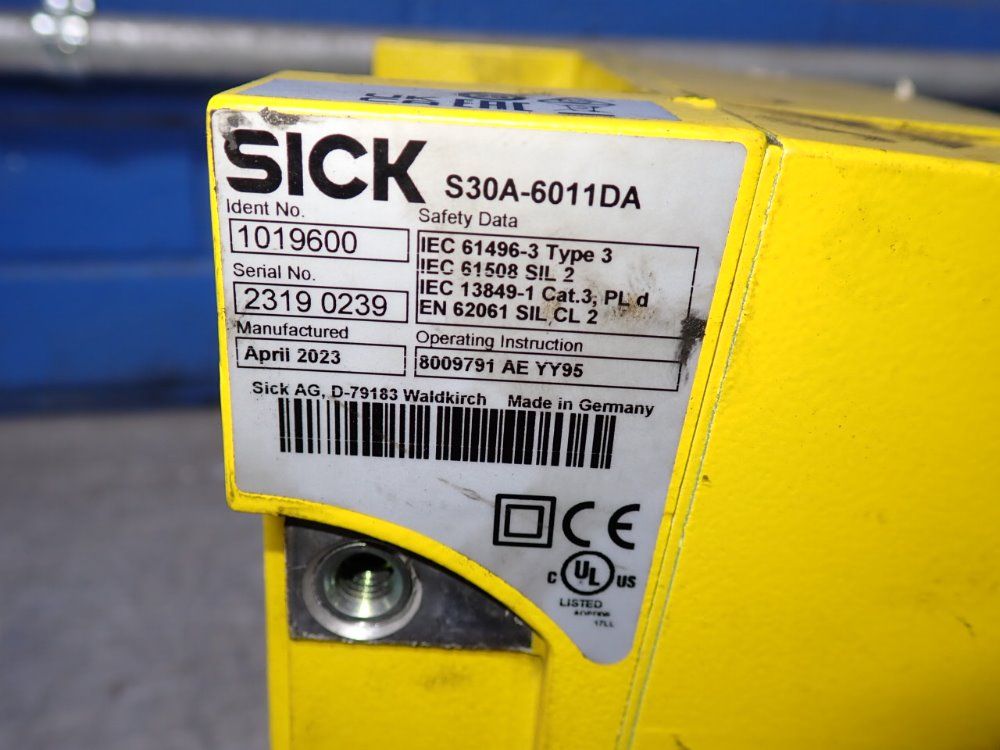 SICK S30A-6011DA
Ident No.
1019600
Serial No.
2319 0239
Manufactured
April 2023
Safety Data
IEC 61496-3 Type 3
IEC 61508 SIL 2
IEC 13849-1 Cat.3, PL d
EN 62061 SIL CL 2
Operating Instruction
8009791 AE YY95
Sick AG, D-79183 Waldkirch Made in Germany
CE
C UL US
LISTED
17LL